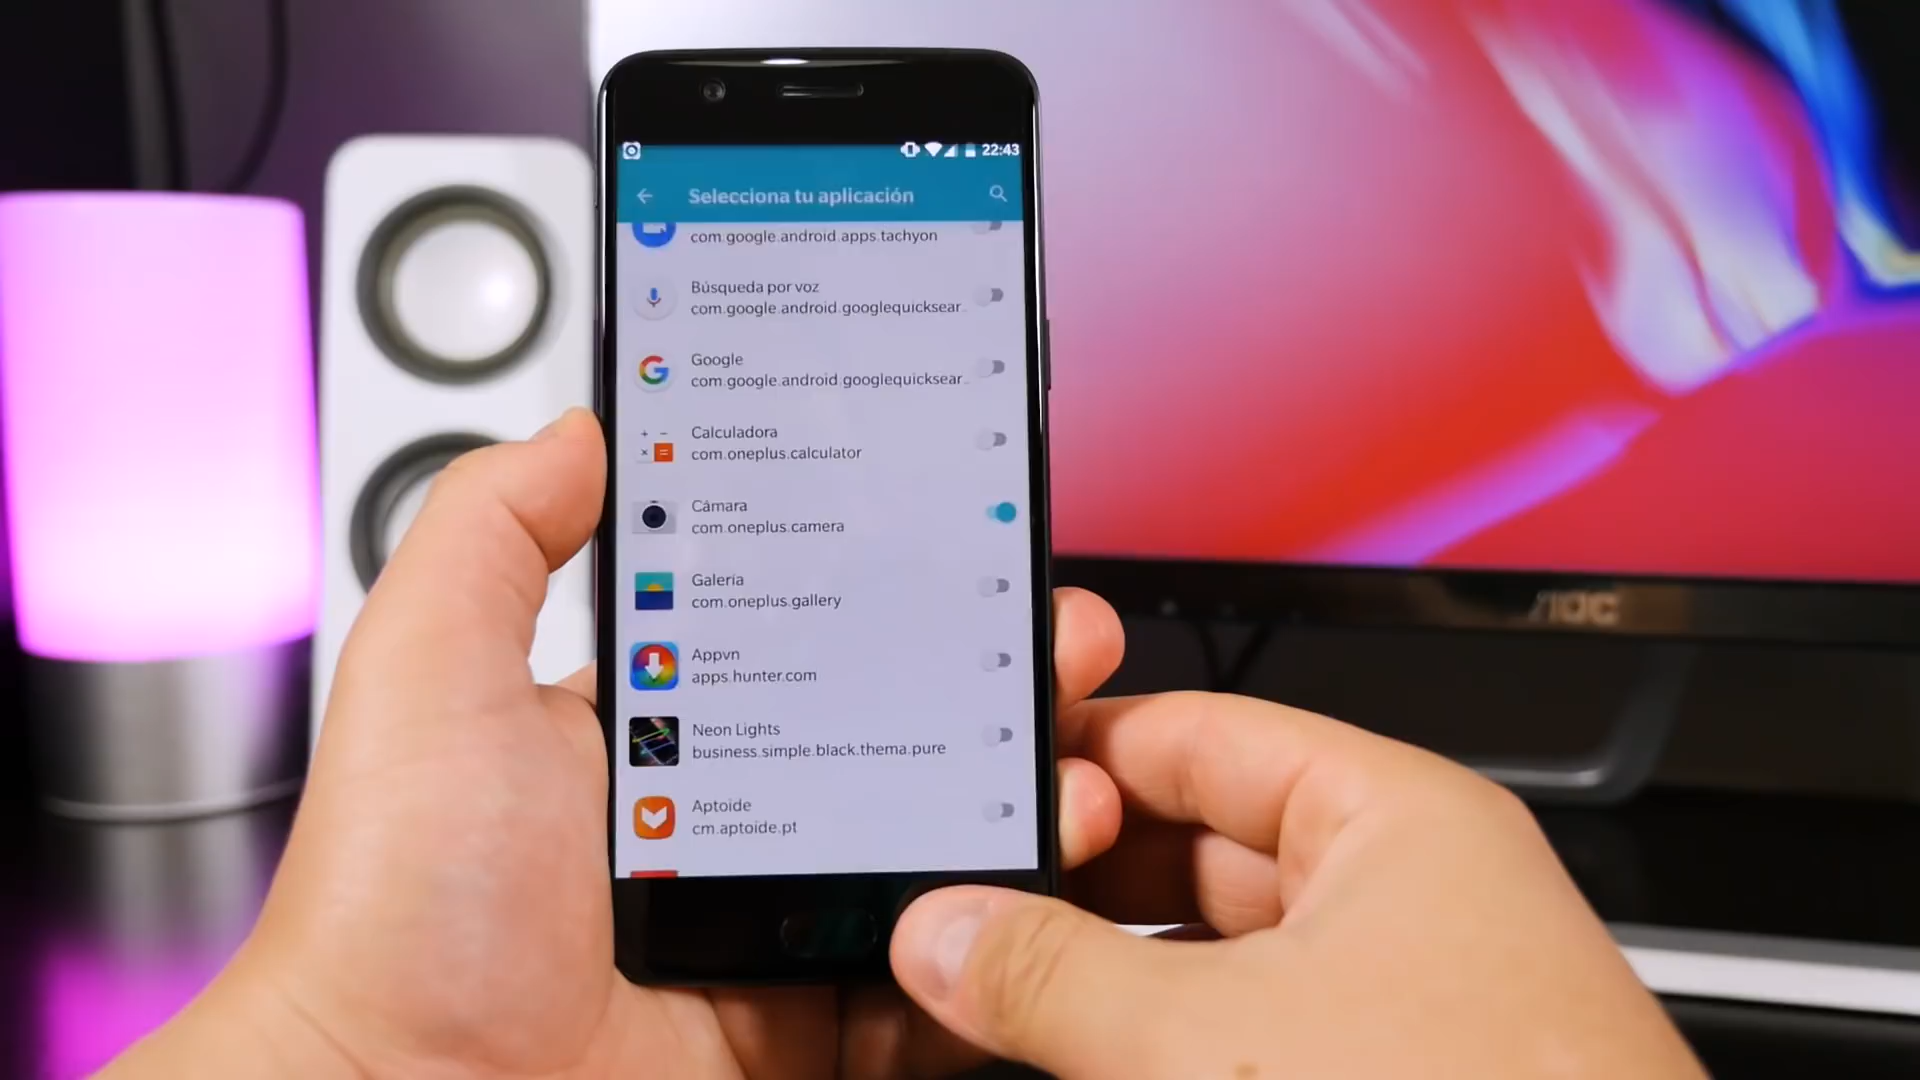 22:43
Selecciona tu aplicación
com.google.android.apps.tachyon
Búsqueda por voz
com.google.android.googlequicksear..
Google
com.google.android.googlequicksear..
Calculadora
com.oneplus.calculator
Cámara
com.oneplus.camera
Galería
com.oneplus.gallery
Appvn
apps.hunter.com
Neon Lights
business.simple.black.thema.pure
Aptoide
cm.aptoide.pt
AOC